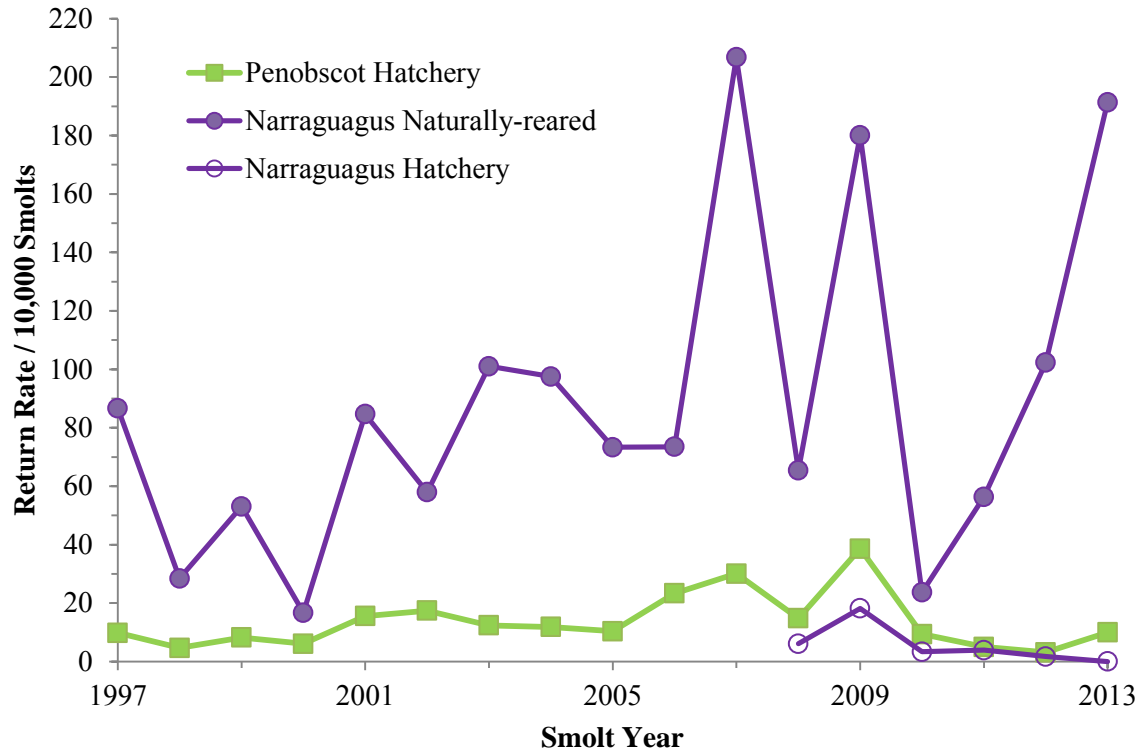 220
200
180
160
140
120
100
80
60
40
20
0
Return Rate / 10,000 Smolts
Penobscot Hatchery
Narraguagus Naturally-reared
Narraguagus Hatchery
1997 2001 2005 2009 2013
Smolt Year